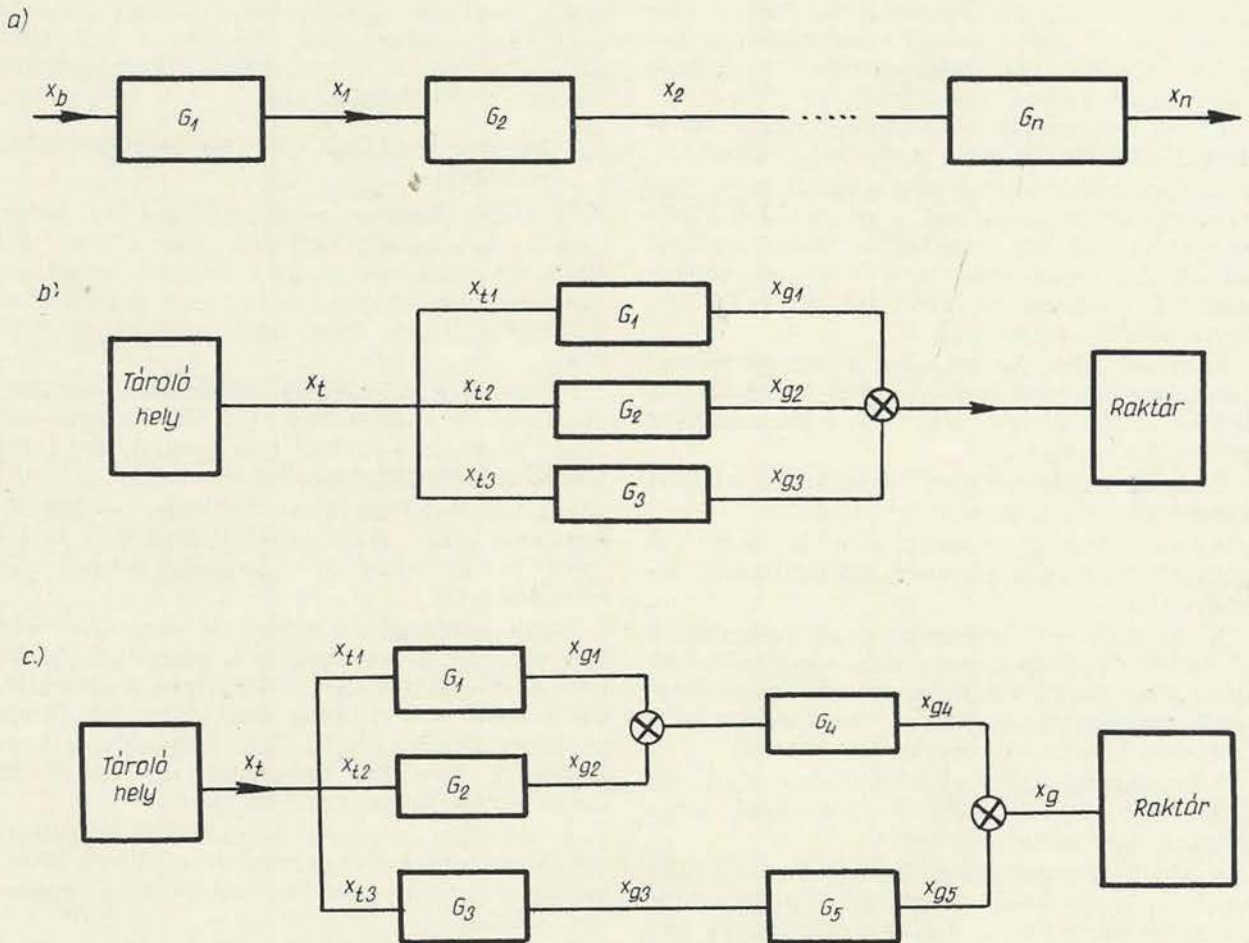 a)
x_b G_1 x_1 G_2 x_2 ..... G_n x_n
b)
Tároló
hely
x_t
x_t1 G_1 x_g1
x_t2 G_2 x_g2
x_t3 G_3 x_g3
Raktár
c.)
Tároló
hely
x_t
x_t1 G_1 x_g1
x_t2 G_2 x_g2
x_t3 G_3 x_g3
G_4 x_g4
G_5 x_g5
x_g
Raktár